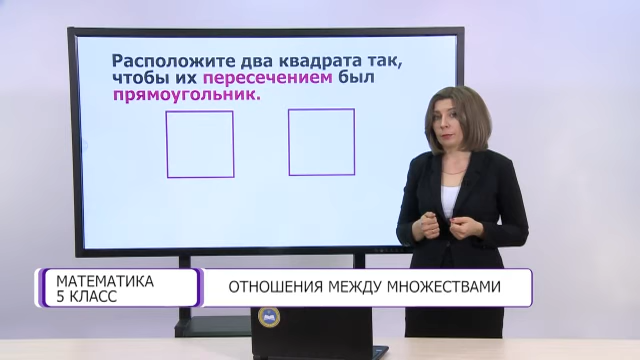 Расположите два квадрата так,
чтобы их пересечением был
прямоугольник.
МАТЕМАТИКА
5 КЛАСС
ОТНОШЕНИЯ МЕЖДУ МНОЖЕСТВАМИ